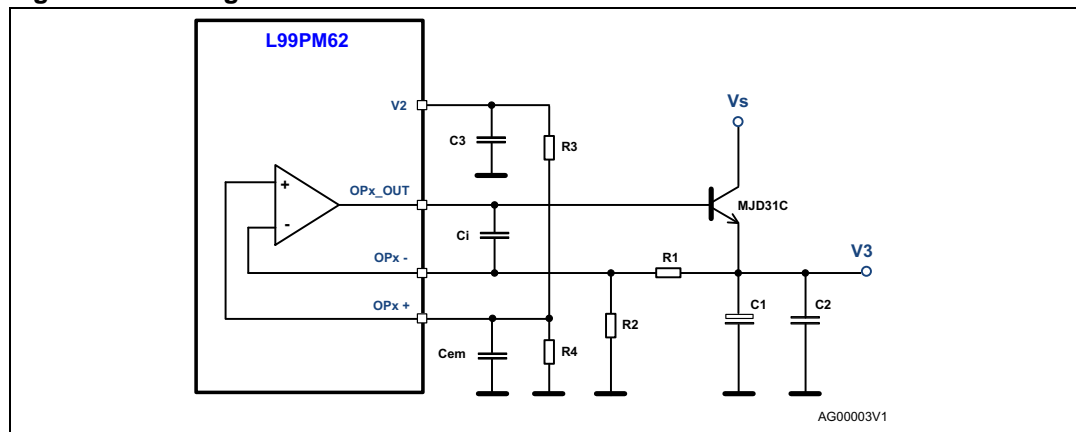 L99PM62
V2
Vs
C3
R3
OPx_OUT
MJD31C
Ci
V3
OPx -
R1
C1
C2
OPx +
R2
Cem
R4
+
-
AG00003V1